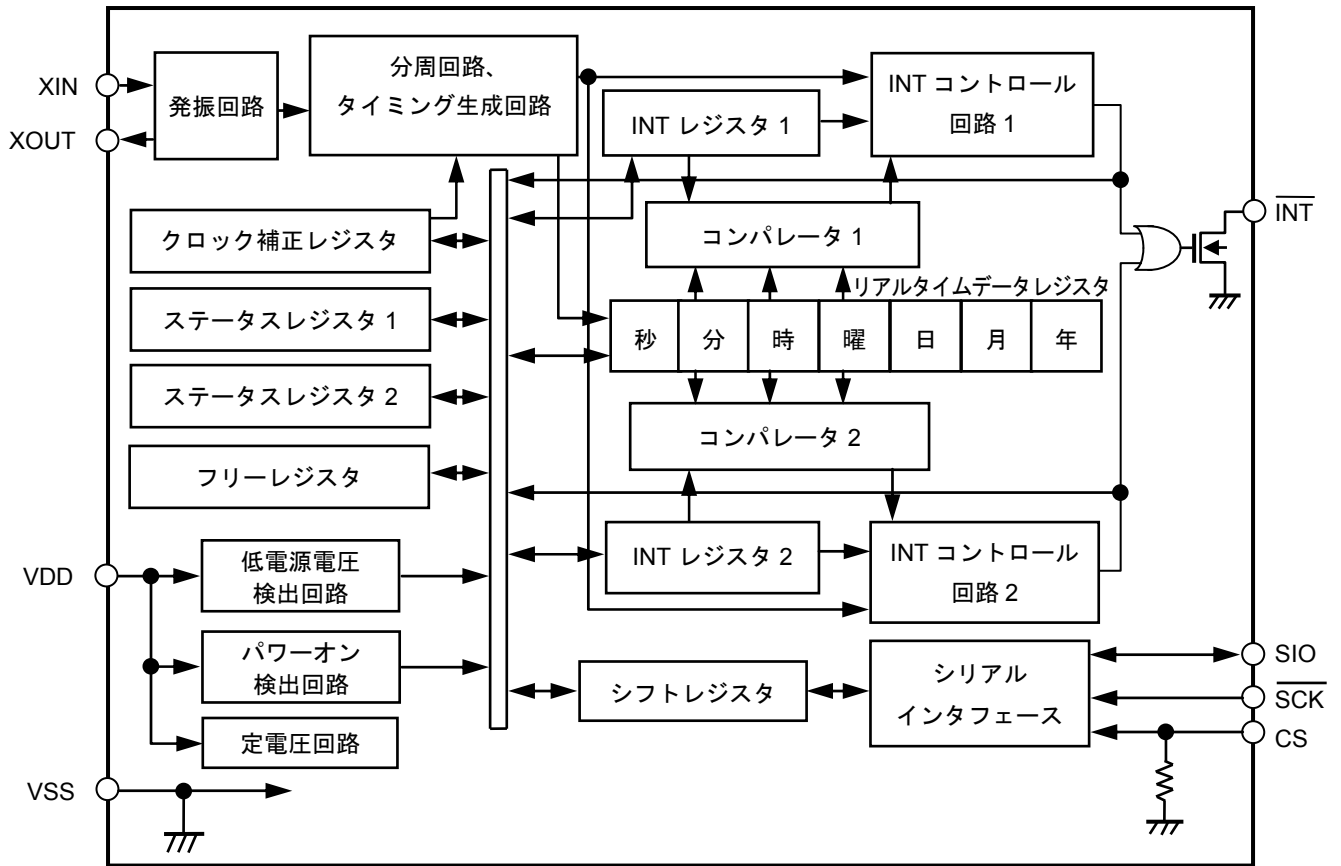 XIN
XOUT
発振回路
分周回路、
タイミング生成回路
INT レジスタ 1
INT コントロール
回路 1
クロック補正レジスタ
コンパレータ 1
INT
ステータスレジスタ 1
リアルタイムデータレジスタ
秒 分 時 曜 日 月 年
ステータスレジスタ 2
コンパレータ 2
フリーレジスタ
VDD
低電源電圧
検出回路
INT レジスタ 2
INT コントロール
回路 2
パワーオン
検出回路
シフトレジスタ
シリアル
インタフェース
SIO
SCK
CS
定電圧回路
VSS